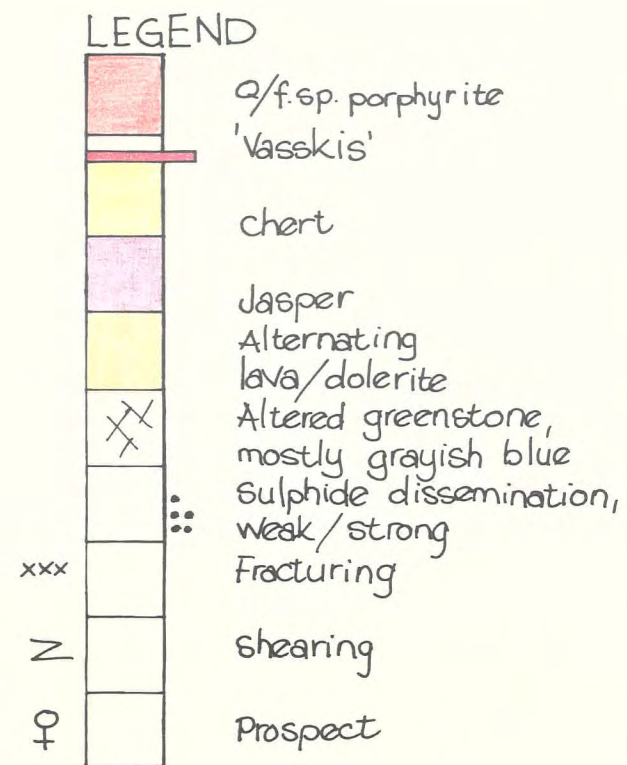 LEGEND
Q/f.sp. porphyrite
'Vasskis'
chert
Jasper
Alternating
lava/dolerite
Altered greenstone,
mostly grayish blue
Sulphide dissemination,
weak/strong
xxx Fracturing
shearing
Prospect